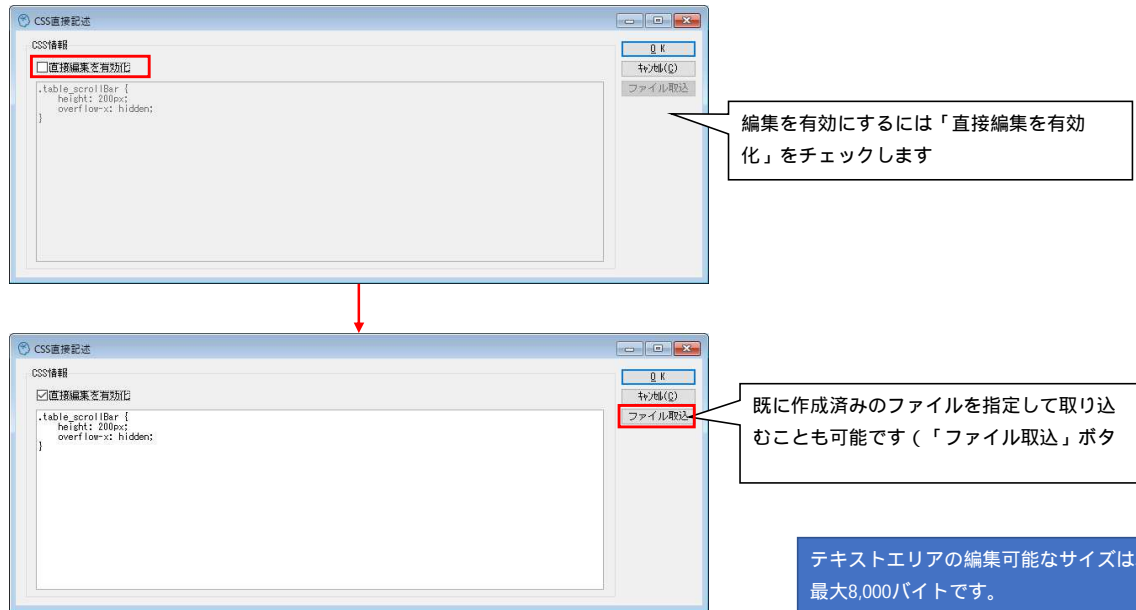 CSS直接記述
CSS情報
直接編集を有効化
.table_scrollBar {
height: 200px;
overflow-x: hidden;
}
O K
ｷｬﾝｾﾙ(C)
ファイル取込
編集を有効にするには「直接編集を有効
化」をチェックします
CSS直接記述
CSS情報
直接編集を有効化
.table_scrollBar {
height: 200px;
overflow-x: hidden;
}
O K
ｷｬﾝｾﾙ(C)
ファイル取込
既に作成済みのファイルを指定して取り込
むことも可能です（「ファイル取込」ボタ
テキストエリアの編集可能なサイズは
最大8,000バイトです。